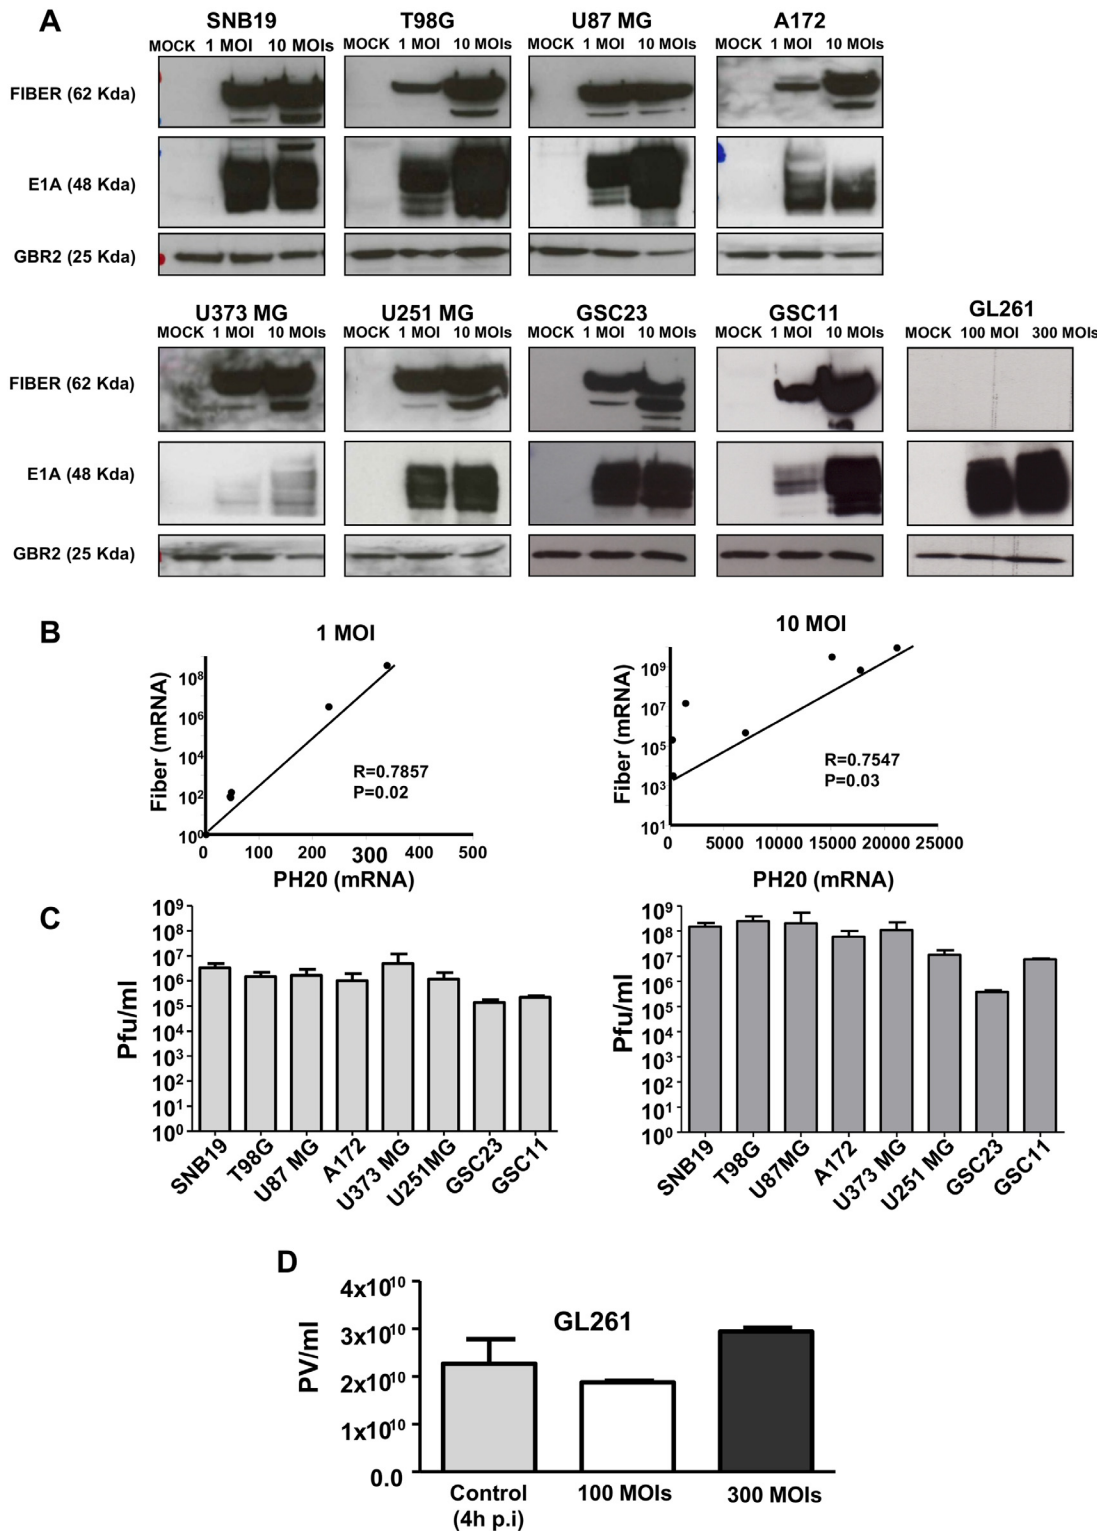 A
SNB19
T98G
U87 MG
A172
MOCK 1 MOI 10 MOIs
MOCK 1 MOI 10 MOIs
MOCK 1 MOI 10 MOIs
MOCK 1 MOI 10 MOIs
FIBER (62 Kda)
E1A (48 Kda)
GBR2 (25 Kda)
U373 MG
U251 MG
GSC23
GSC11
GL261
MOCK 1 MOI 10 MOIs
MOCK 1 MOI 10 MOIs
MOCK 1 MOI 10 MOIs
MOCK 1 MOI 10 MOIs
MOCK 100 MOI 300 MOIs
FIBER (62 Kda)
E1A (48 Kda)
GBR2 (25 Kda)
B
1 MOI
Fiber (mRNA)
10⁸
10⁶
10⁴
10²
10⁰
R=0.7857
P=0.02
0 100 200 300 400 500
PH20 (mRNA)
10 MOI
Fiber (mRNA)
10⁹
10⁷
10⁵
10³
10¹
R=0.7547
P=0.03
0 5000 10000 15000 20000 25000
PH20 (mRNA)
C
Pfu/ml
10⁹
10⁸
10⁷
10⁶
10⁵
10⁴
10³
10²
10¹
10⁰
SNB19
T98G
U87 MG
A172
U373 MG
U251MG
GSC23
GSC11
Pfu/ml
10⁹
10⁸
10⁷
10⁶
10⁵
10⁴
10³
10²
10¹
10⁰
SNB19
T98G
U87MG
A172
U373 MG
U251 MG
GSC23
GSC11
D
GL261
PV/ml
4x10¹⁰
3x10¹⁰
2x10¹⁰
1x10¹⁰
0.0
Control
(4h p.i)
100 MOIs
300 MOIs